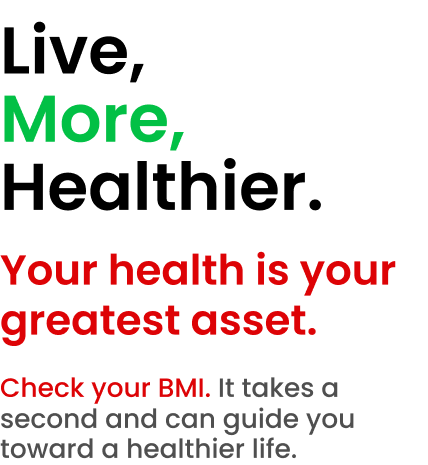 Live,
More,
Healthier.
Your health is your
greatest asset.
Check your BMI. It takes a
second and can guide you
toward a healthier life.